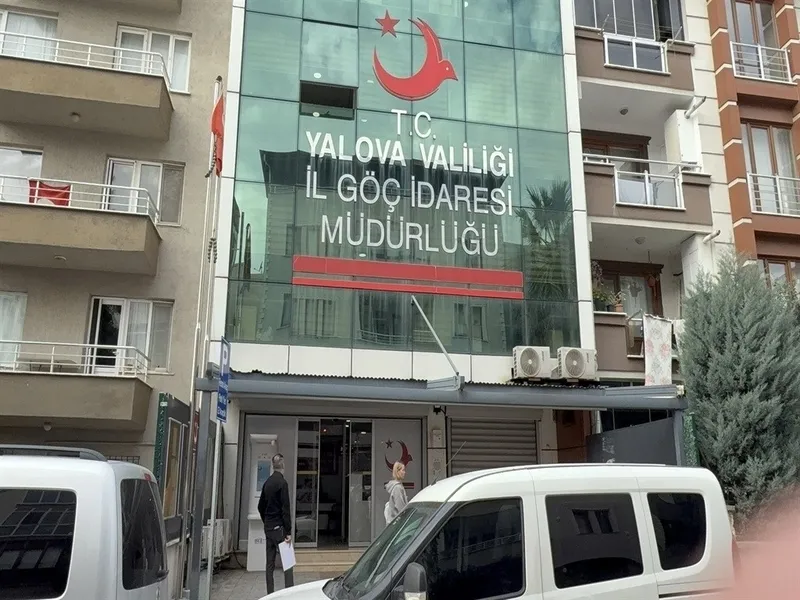 T.C.
YALOVA VALİLİĞİ
İL GÖÇ İDARESİ
MÜDÜRLÜĞÜ
P